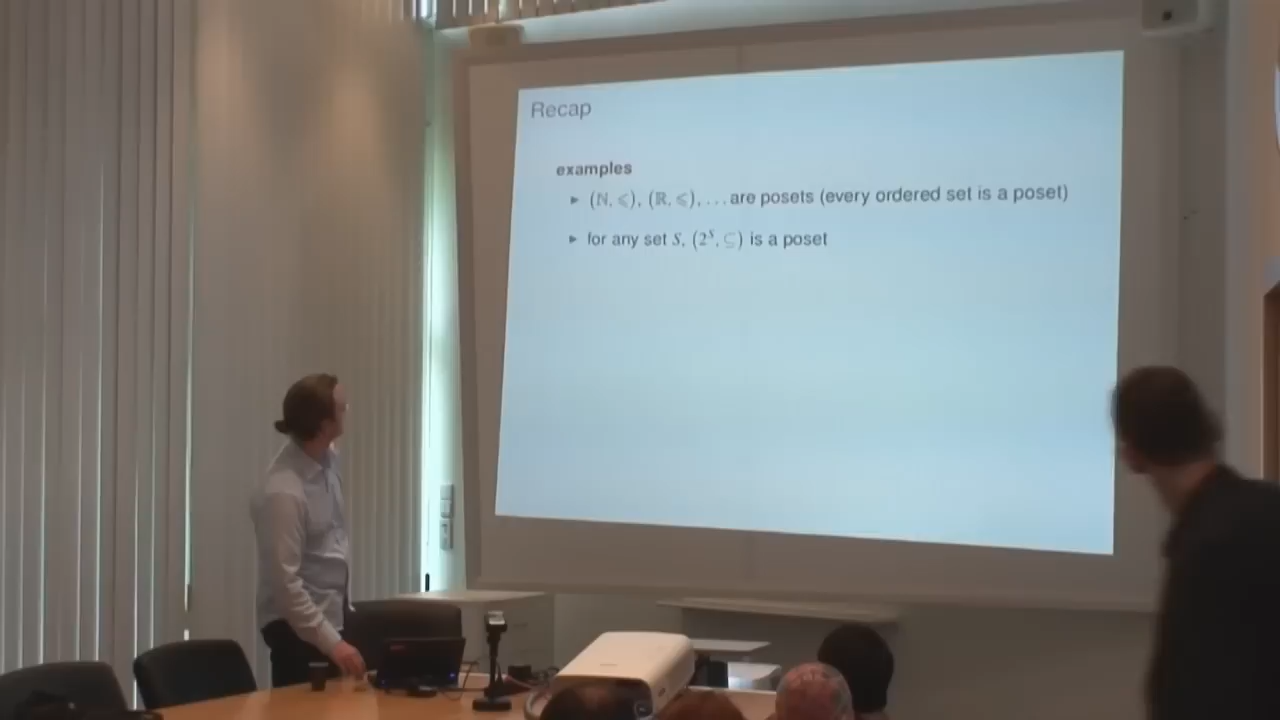 Recap
examples
▸ (ℕ, ⩽), (ℝ, ⩽), … are posets (every ordered set is a poset)
▸ for any set S, (2^S, ⊆) is a poset